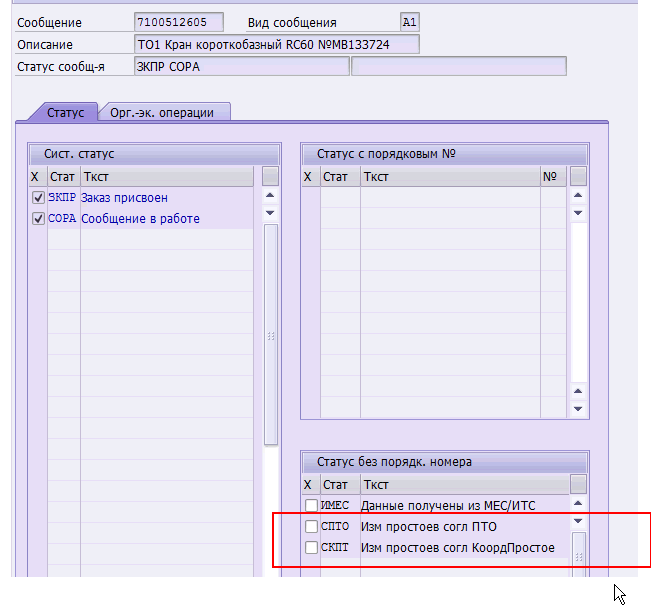 Сообщение 7100512605 Вид сообщения A1
Описание ТО1 Кран короткобазный RC60 №МВ133724
Статус сообщ-я ЗКПР СОРА
Статус Орг.-эк. операции
Сист. статус
X Стат Ткст
ЗКПР Заказ присвоен
СОРА Сообщение в работе
Статус с порядковым №
X Стат Ткст №
Статус без порядк. номера
X Стат Ткст
ИМЕС Данные получены из МЕС/ИТС
СПТО Изм простоев согл ПТО
СКПТ Изм простоев согл КоордПростое